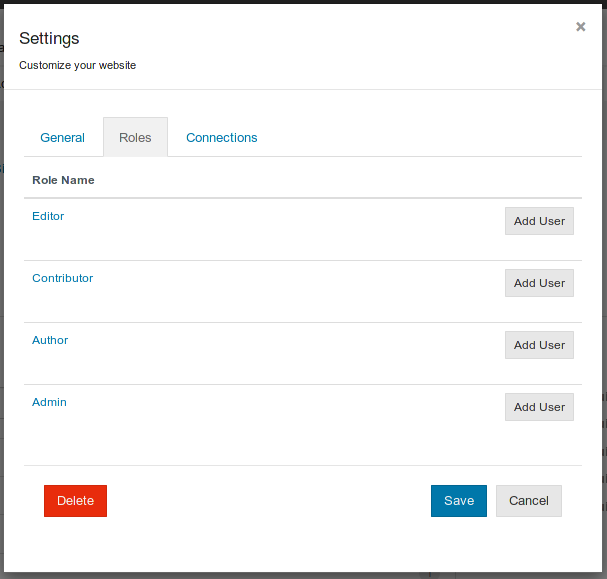 Settings
×
Customize your website
General Roles Connections
Role Name
Editor Add User
Contributor Add User
Author Add User
Admin Add User
Delete Save Cancel